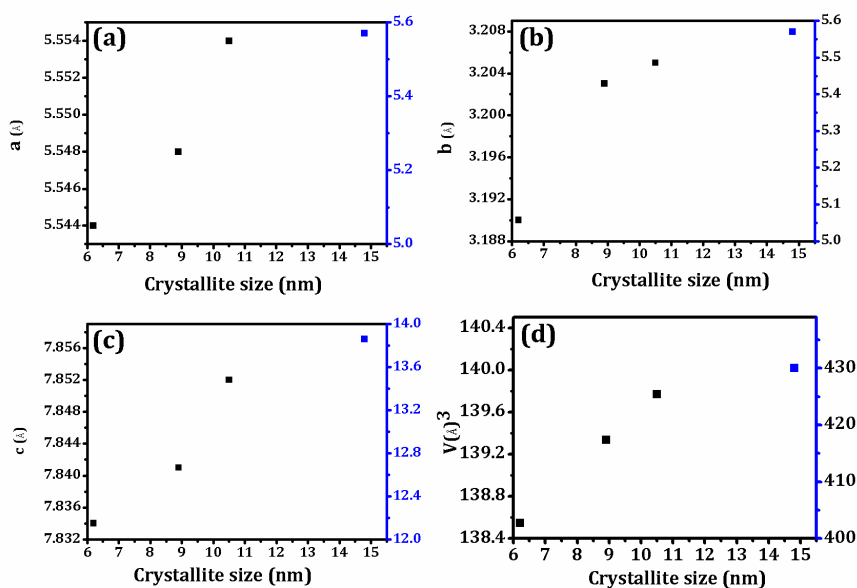 (a)
5.554
5.552
5.550
5.548
5.546
5.544
a (Å)
5.6
5.4
5.2
5.0
6 7 8 9 10 11 12 13 14 15
Crystallite size (nm)
(b)
3.208
3.204
3.200
3.196
3.192
3.188
b (Å)
5.6
5.5
5.4
5.3
5.2
5.1
5.0
6 7 8 9 10 11 12 13 14 15
Crystallite size (nm)
(c)
7.856
7.852
7.848
7.844
7.840
7.836
7.832
c (Å)
14.0
13.6
13.2
12.8
12.4
12.0
6 7 8 9 10 11 12 13 14 15
Crystallite size (nm)
(d)
140.4
140.0
139.6
139.2
138.8
138.4
V(Å)3
430
420
410
400
6 7 8 9 10 11 12 13 14 15
Crystallite size (nm)